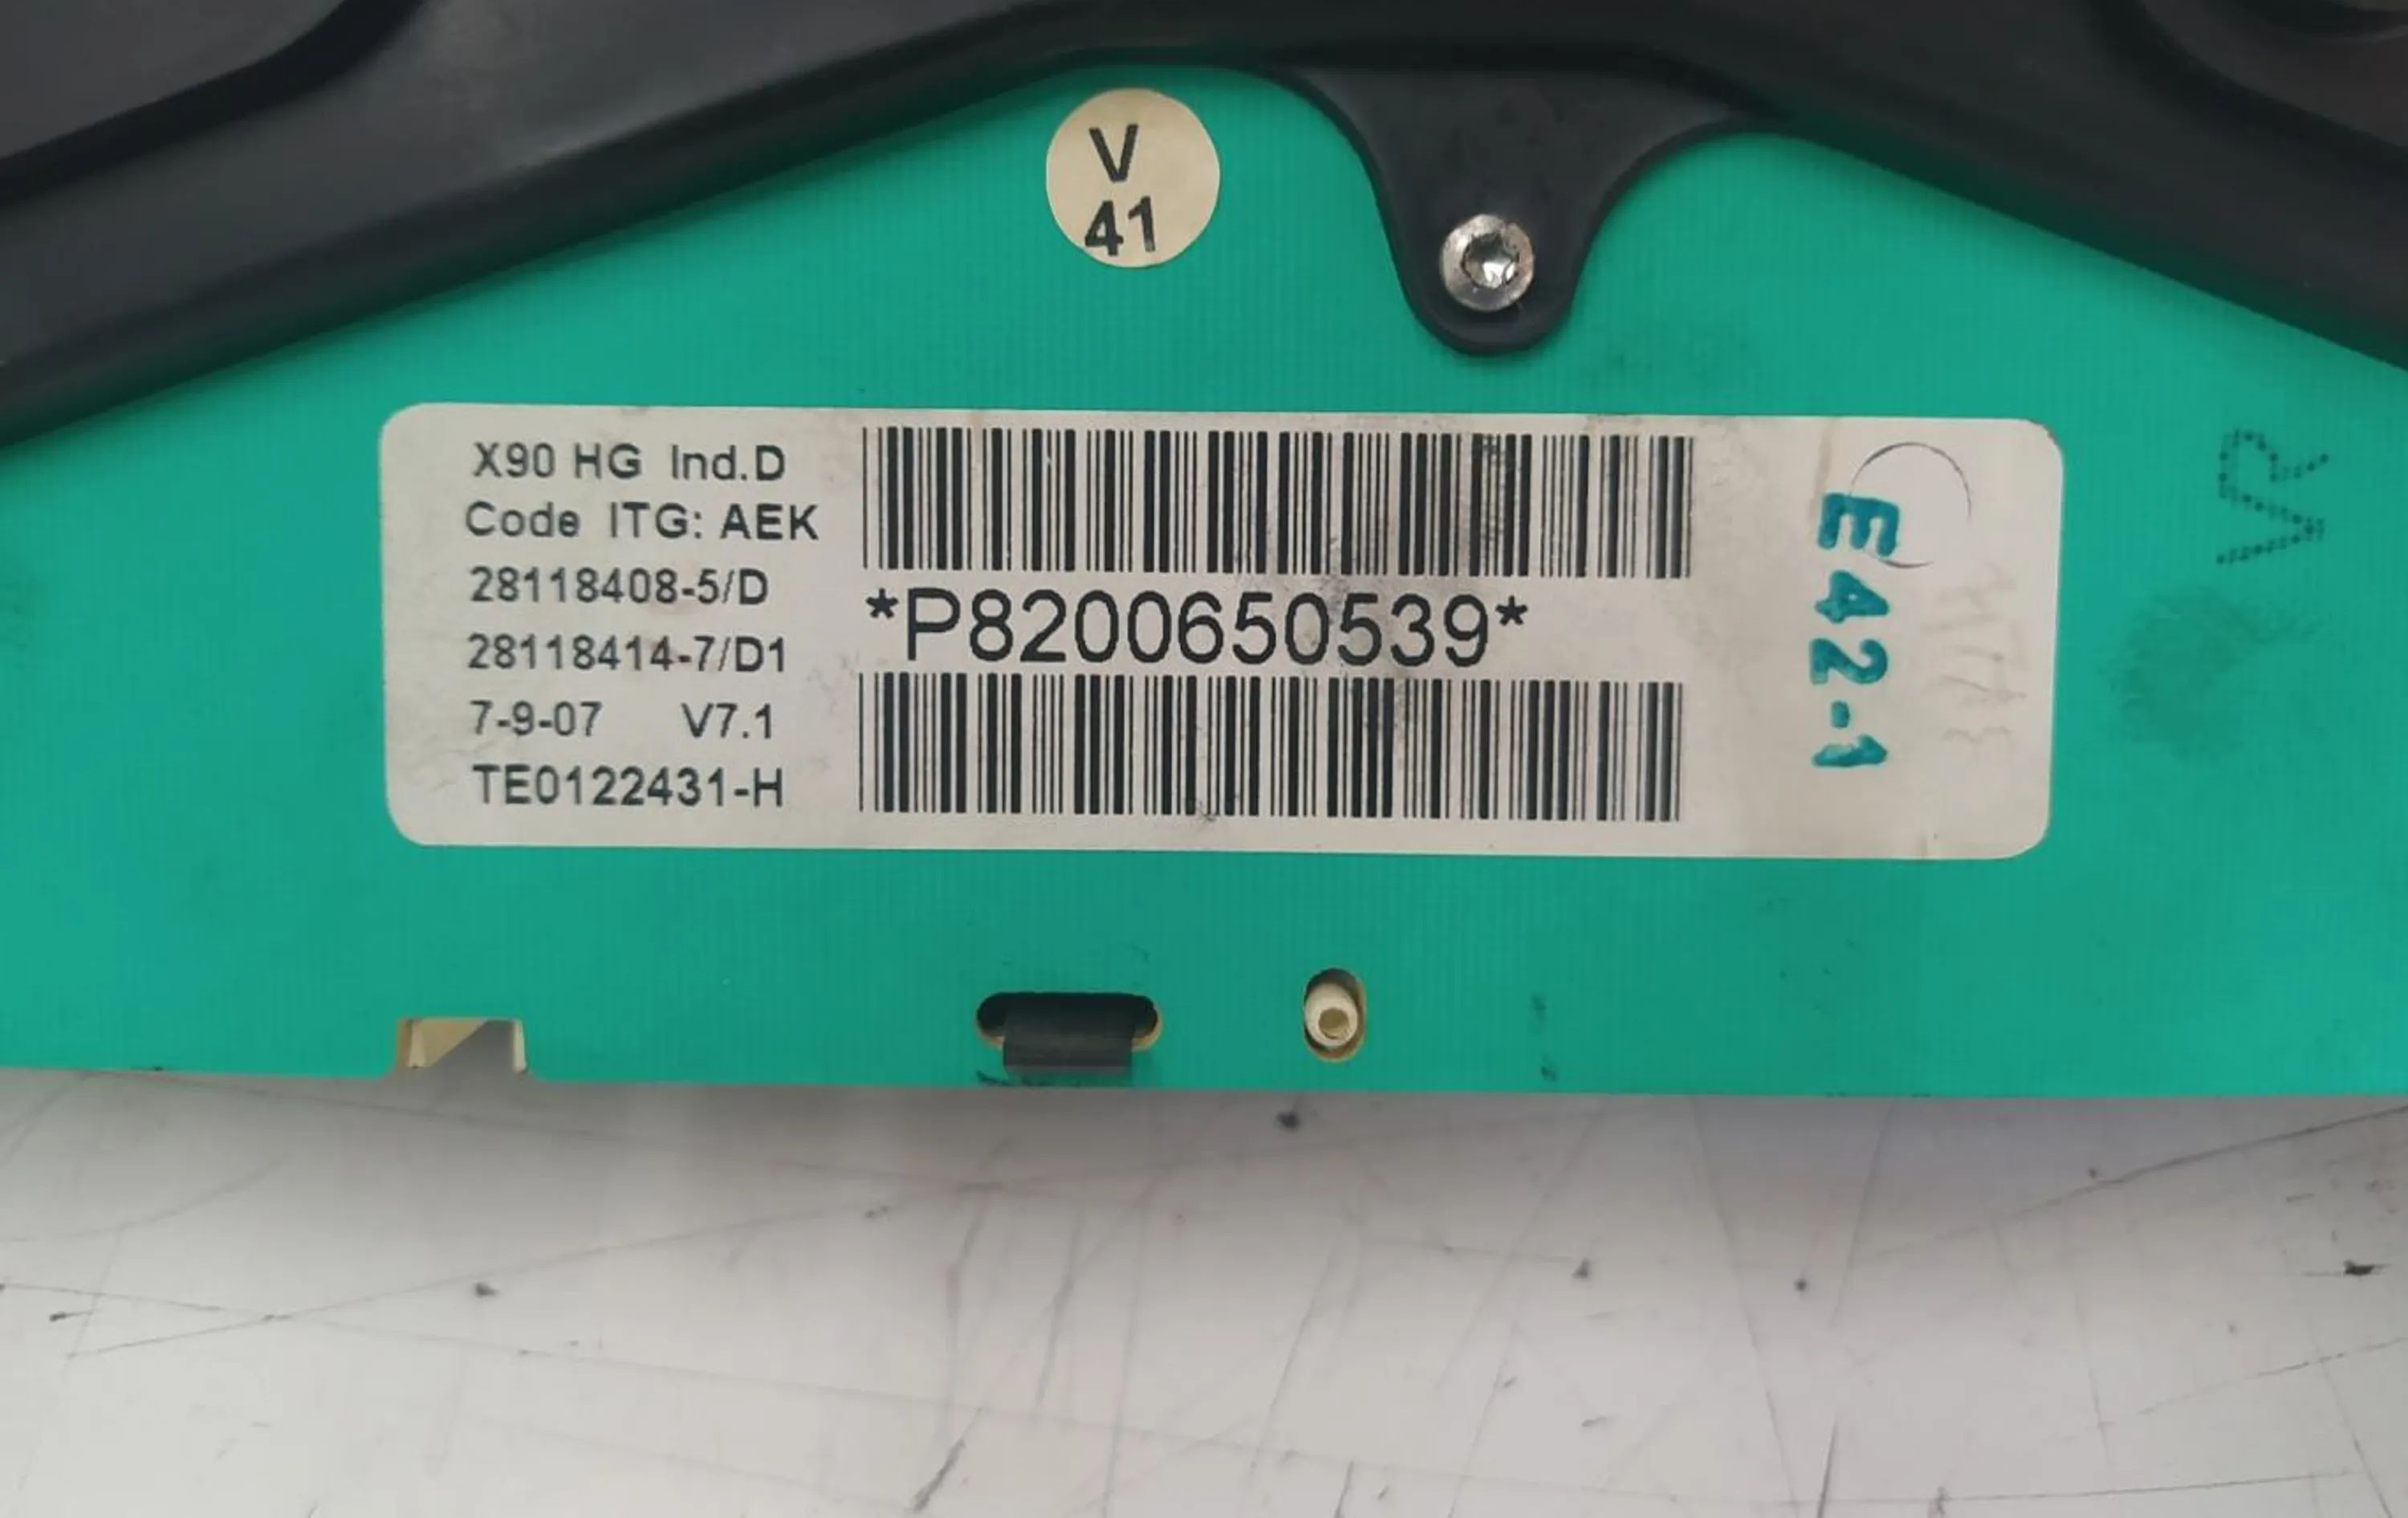 V
41
X90 HG Ind.D
Code ITG: AEK
28118408-5/D
28118414-7/D1
7-9-07 V7.1
TE0122431-H
*P8200650539*
E42-1
VR